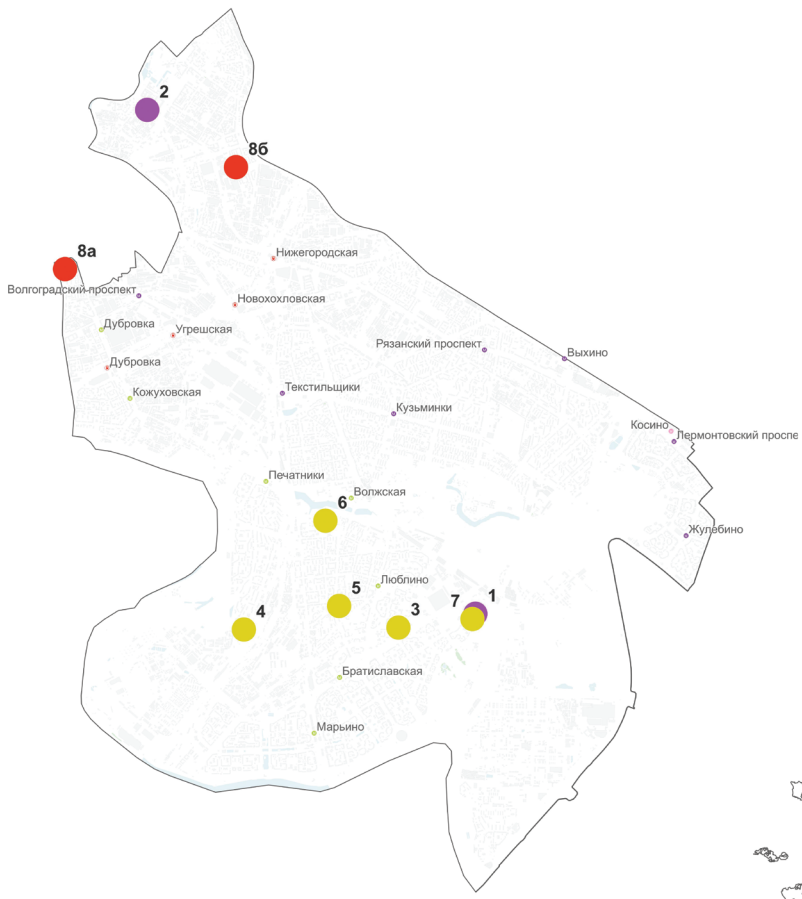 2
8б
8а
Нижегородская
Волгоградский проспект
Новохохловская
Дубровка
Угрешская
Рязанский проспект
Выхино
Дубровка
Кожуховская
Текстильщики
Кузьминки
Косино
Лермонтовский проспе
Печатники
Волжская
6
Жулебино
Люблино
5
7
1
4
3
Братиславская
Марьино